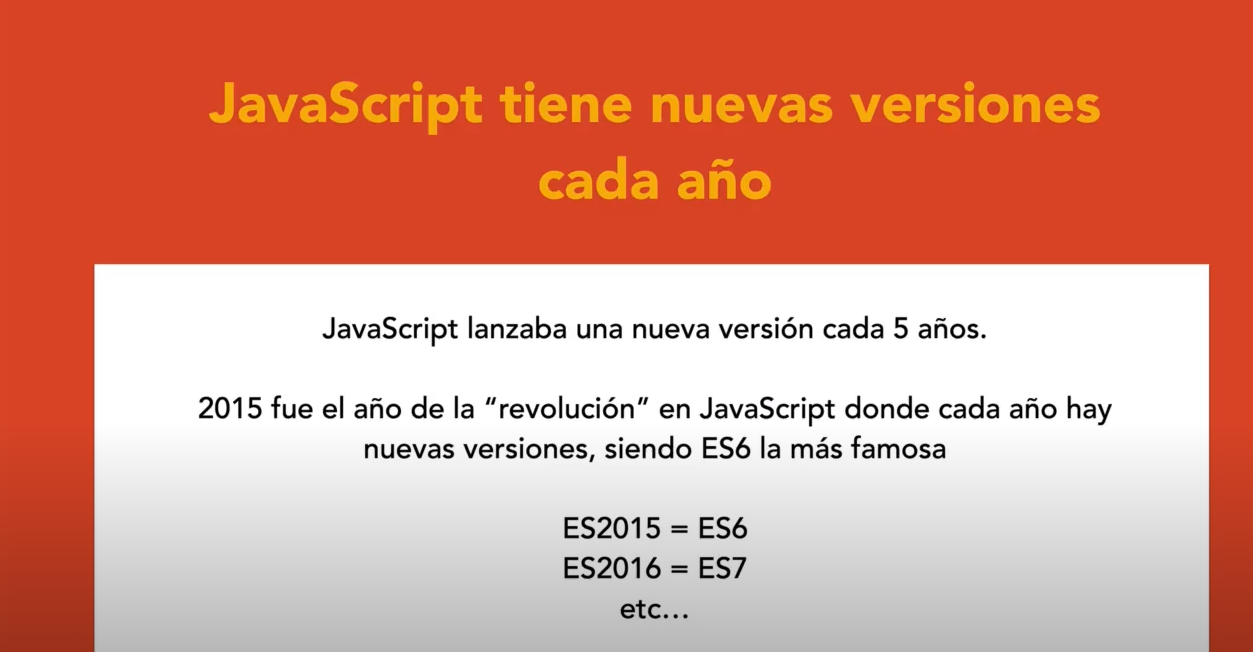 JavaScript tiene nuevas versiones
cada año
JavaScript lanzaba una nueva versión cada 5 años.
2015 fue el año de la “revolución” en JavaScript donde cada año hay
nuevas versiones, siendo ES6 la más famosa
ES2015 = ES6
ES2016 = ES7
etc...